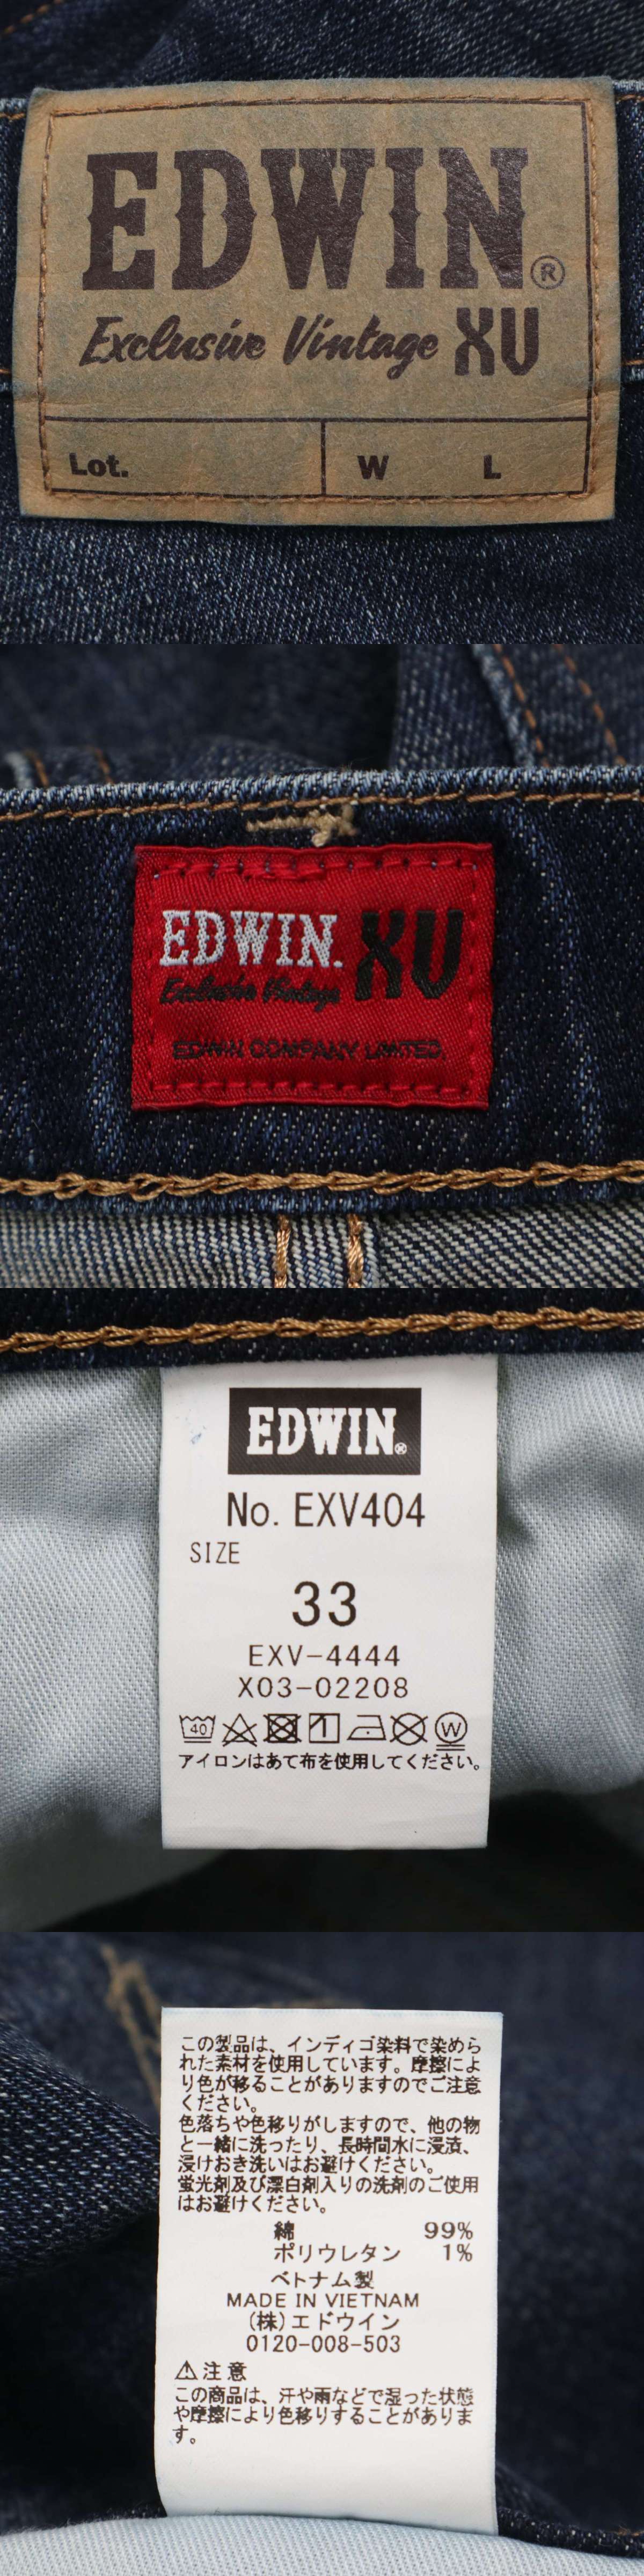 EDWIN®
Exclusive Vintage XV
Lot. W L
EDWIN. XV
Exclusive Vintage
EDWIN COMPANY LIMITED
EDWIN®
No. EXV404
SIZE
33
EXV-4444
X03-02208
40 W
アイロンはあて布を使用してください。
この製品は、インディゴ染料で染めら
れた素材を使用しています。摩擦によ
り色が移ることがありますのでご注意
ください。
色落ちや色移りがしますので、他の物
と一緒に洗ったり、長時間水に浸漬、
浸けおき洗いはお避けください。
蛍光剤及び漂白剤入りの洗剤のご使用
はお避けください。
綿 99%
ポリウレタン 1%
ベトナム製
MADE IN VIETNAM
(株)エドウイン
0120-008-503
⚠注意
この商品は、汗や雨などで湿った状態
や摩擦により色移りすることがありま
す。